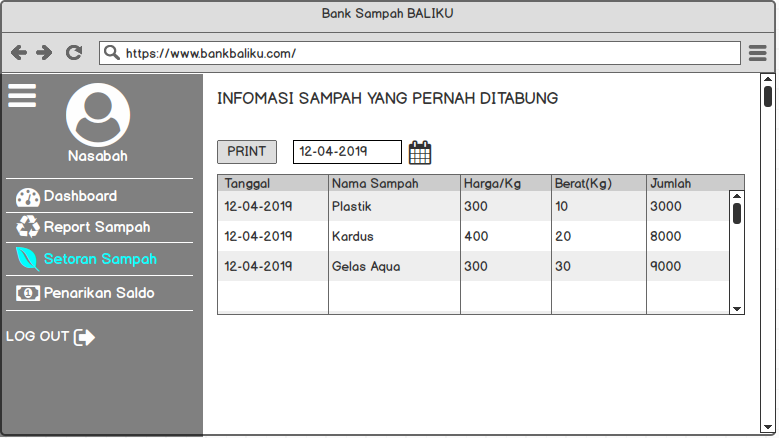 Bank Sampah BALIKU
https://www.bankbaliku.com/
Nasabah
Dashboard
Report Sampah
Setoran Sampah
Penarikan Saldo
LOG OUT
INFOMASI SAMPAH YANG PERNAH DITABUNG
PRINT 12-04-2019
Tanggal Nama Sampah Harga/Kg Berat(Kg) Jumlah
12-04-2019 Plastik 300 10 3000
12-04-2019 Kardus 400 20 8000
12-04-2019 Gelas Aqua 300 30 9000